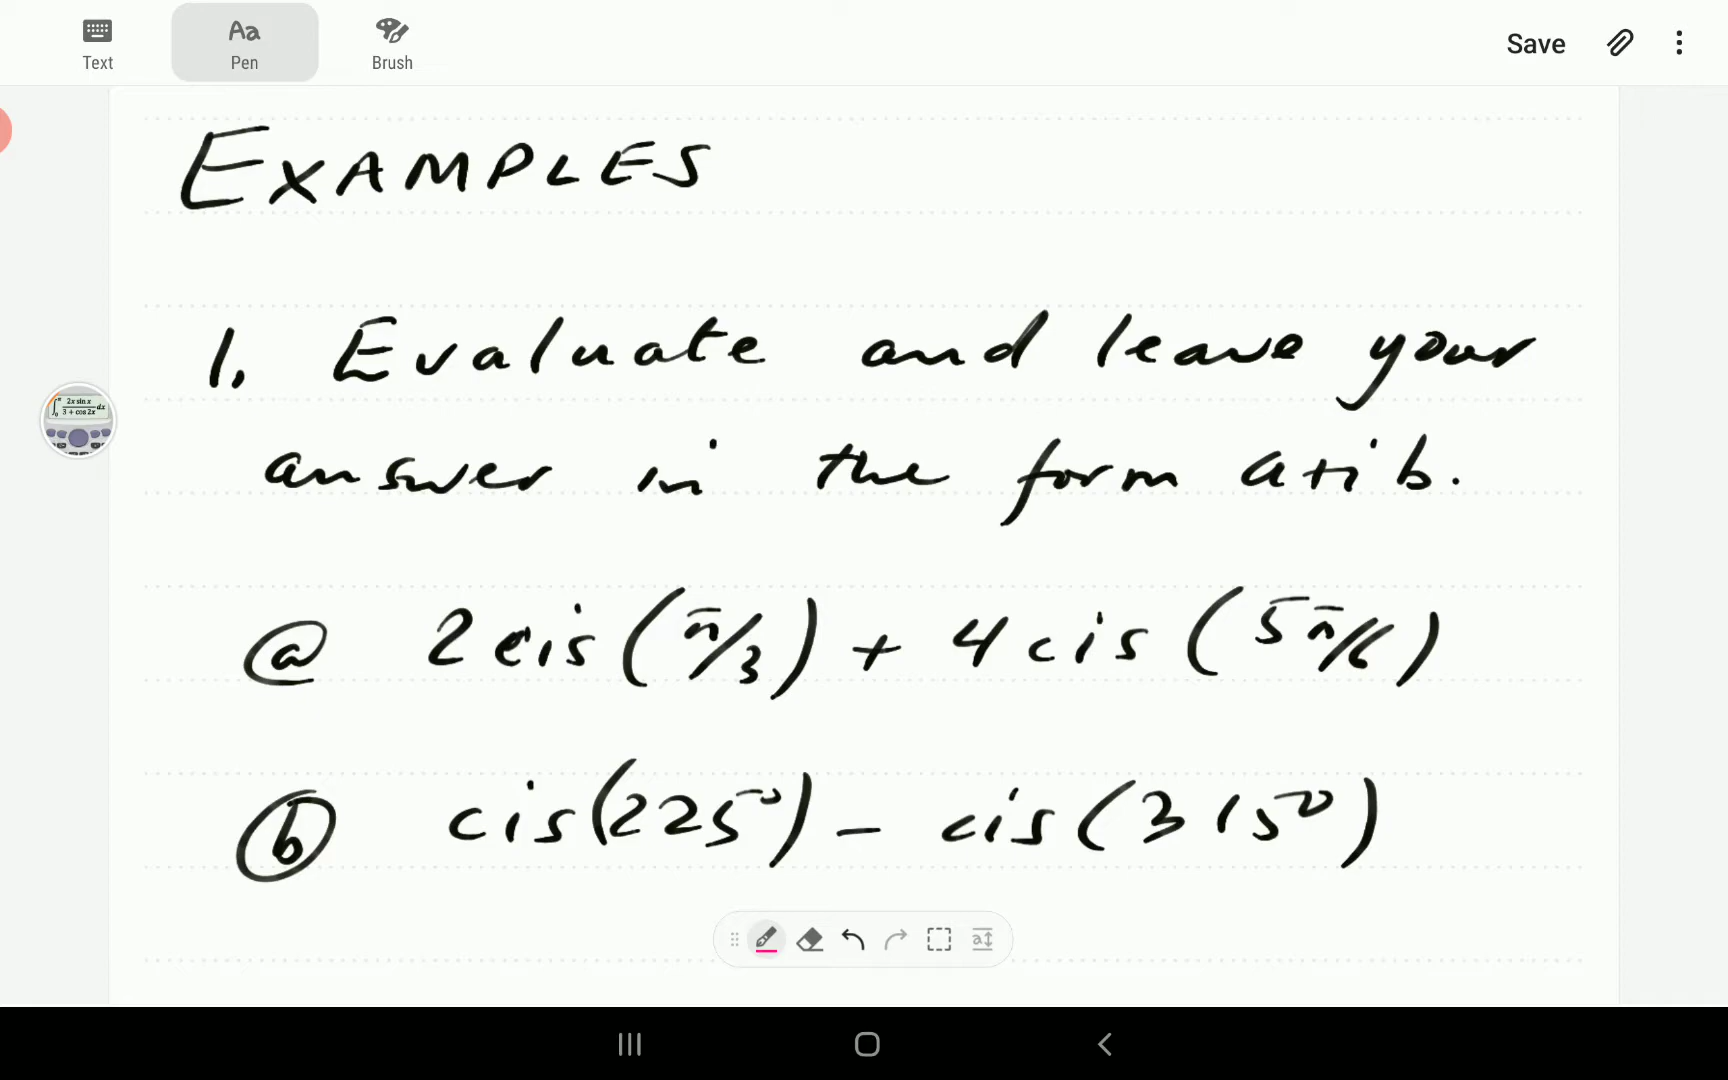 Text
Aa
Pen
Brush
Save
EXAMPLES
1. Evaluate and leave your
answer in the form a+ib.
ⓐ 2cis(π/3) + 4cis(5π/6)
ⓑ cis(225°) - cis(315°)